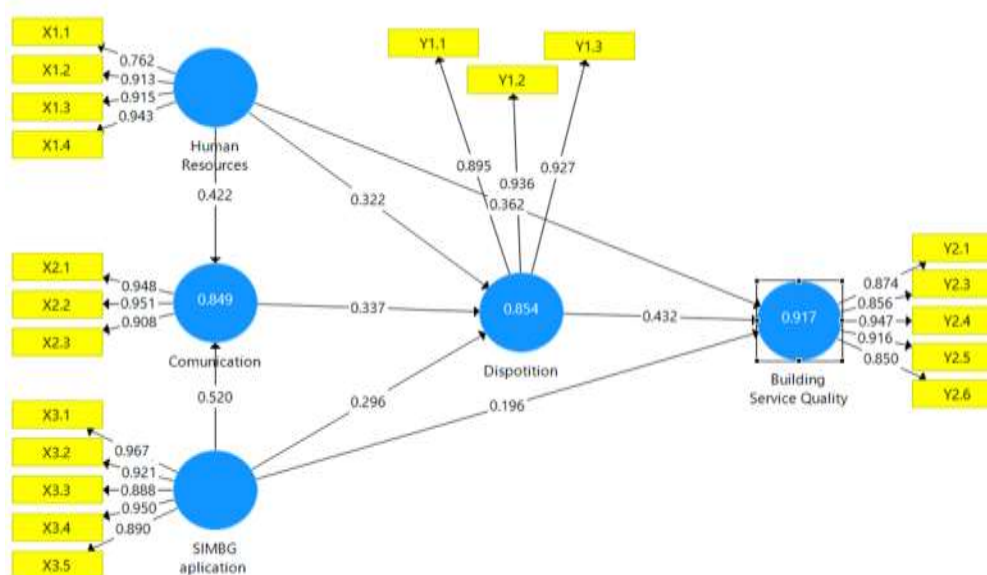 X1.1
X1.2
X1.3
X1.4
0.762
0.913
0.915
0.943
Human
Resources
Y1.1
Y1.2
Y1.3
0.895
0.936
0.927
0.422
0.322
0.362
X2.1
X2.2
X2.3
0.948
0.951
0.908
0.849
Comunication
0.337
0.854
Dispotition
0.432
0.917
Building
Service Quality
0.874
0.856
0.947
0.916
0.850
Y2.1
Y2.3
Y2.4
Y2.5
Y2.6
0.520
0.296
0.196
X3.1
X3.2
X3.3
X3.4
X3.5
0.967
0.921
0.888
0.950
0.890
SIMBG
aplication